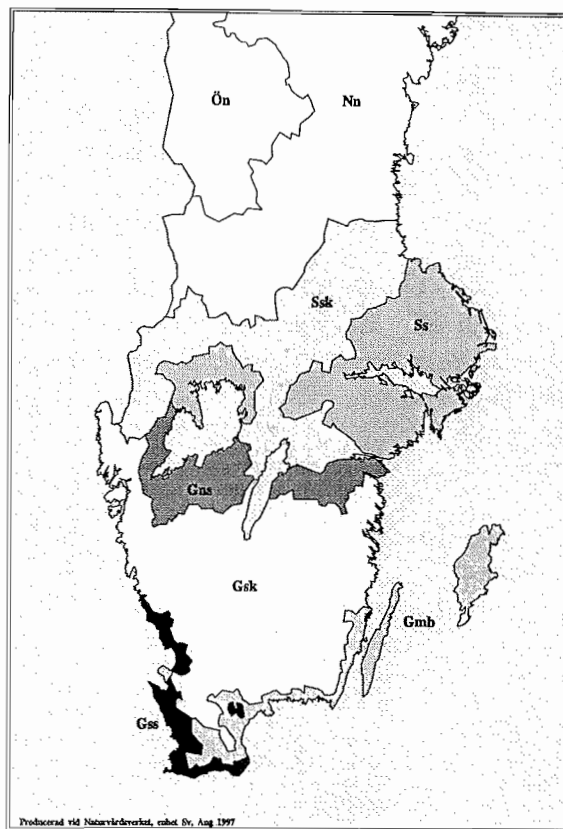 Ön
Nn
Ssk
Ss
Gns
Gsk
Gmb
Gss
Producerad vid Naturvårdsverket, enhet Sv, Aug 1997